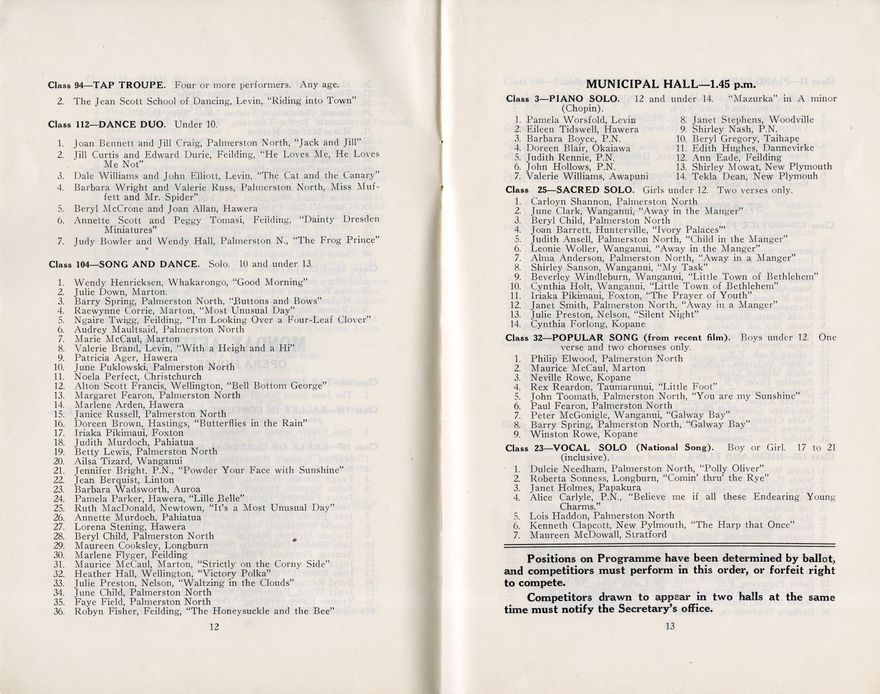 Class 94—TAP TROUPE. Four or more performers. Any age.
2. The Jean Scott School of Dancing, Levin, "Riding into Town"
Class 112—DANCE DUO. Under 10.
1. Joan Bennett and Jill Craig, Palmerston North, "Jack and Jill"
2. Jill Curtis and Edward Durie, Feilding, "He Loves Me, He Loves
Me Not"
3. Dale Williams and John Elliott, Levin, "The Cat and the Canary"
4. Barbara Wright and Valerie Russ, Palmerston North, Miss Muf-
fett and Mr. Spider"
5. Beryl McCrone and Joan Allan, Hawera
6. Annette Scott and Peggy Tomasi, Feilding, "Dainty Dresden
Miniatures"
7. Judy Bowler and Wendy Hall, Palmerston N., "The Frog Prince"
Class 104—SONG AND DANCE. Solo. 10 and under 13.
1. Wendy Henricksen, Whakarongo, "Good Morning"
2. Julie Down, Marton.
3. Barry Spring, Palmerston North, "Buttons and Bows"
4. Raewynne Corrie, Marton, "Most Unusual Day"
5. Ngaire Twigg, Feilding, "I'm Looking Over a Four-Leaf Clover"
6. Audrey Maultsaid, Palmerston North
7. Marie McCaul, Marton
8. Valerie Brand, Levin, "With a Heigh and a Hi"
9. Patricia Ager, Hawera
10. June Puklowski, Palmerston North
11. Noela Perfect, Christchurch
12. Alton Scott Francis, Wellington, "Bell Bottom George"
13. Margaret Fearon, Palmerston North
14. Marlene Arden, Hawera
15. Janice Russell, Palmerston North
16. Doreen Brown, Hastings, "Butterflies in the Rain"
17. Iriaka Pikimaui, Foxton
18. Judith Murdoch, Pahiatua
19. Betty Lewis, Palmerston North
20. Ailsa Tizard, Wanganui
21. Jennifer Bright, P.N., "Powder Your Face with Sunshine"
22. Jean Berquist, Linton
23. Barbara Wadsworth, Auroa
24. Pamela Parker, Hawera, "Lille Belle"
25. Ruth MacDonald, Newtown, "It's a Most Unusual Day"
26. Annette Murdoch, Pahiatua
27. Lorena Stening, Hawera
28. Beryl Child, Palmerston North
29. Maureen Cooksley, Longburn
30. Marlene Flyger, Feilding
31. Maurice McCaul, Marton, "Strictly on the Corny Side"
32. Heather Hall, Wellington, "Victory Polka"
33. Julie Preston, Nelson, "Waltzing in the Clouds"
34. June Child, Palmerston North
35. Faye Field, Palmerston North
36. Robyn Fisher, Feilding, "The Honeysuckle and the Bee"
12
MUNICIPAL HALL—1.45 p.m.
Class 3—PIANO SOLO. 12 and under 14. "Mazurka" in A minor
(Chopin).
1. Pamela Worsfold, Levin
2. Eileen Tidswell, Hawera
3. Barbara Boyce, P.N.
4. Doreen Blair, Okaiawa
5. Judith Rennie, P.N.
6. John Hollows, P.N.
7. Valerie Williams, Awapuni
8. Janet Stephens, Woodville
9. Shirley Nash, P.N.
10. Beryl Gregory, Taihape
11. Edith Hughes, Dannevirke
12. Ann Eade, Feilding
13. Shirley Mowat, New Plymouth
14. Tekla Dean, New Plymouh
Class 25—SACRED SOLO. Girls under 12. Two verses only.
1. Carloyn Shannon, Palmerston North
2. June Clark, Wanganui, "Away in the Manger"
3. Beryl Child, Palmerston North
4. Joan Barrett, Hunterville, "Ivory Palaces'"
5. Judith Ansell, Palmerston North, "Child in the Manger"
6. Leonie Woller, Wanganui, "Away in the Manger"
7. Alma Anderson, Palmerston North, "Away in a Manger"
8. Shirley Sanson, Wanganui, "My Task"
9. Beverley Windleburn, Wanganui, "Little Town of Bethlehem"
10. Cynthia Holt, Wanganui, "Little Town of Bethlehem"
11. Iriaka Pikimaui, Foxton, "The Prayer of Youth"
12. Janet Smith, Palmerston North, "Away in a Manger"
13. Julie Preston, Nelson, "Silent Night"
14. Cynthia Forlong, Kopane
Class 32—POPULAR SONG (from recent film). Boys under 12. One
verse and two choruses only.
1. Philip Elwood, Palmerston North
2. Maurice McCaul, Marton
3. Neville Rowe, Kopane
4. Rex Reardon, Taumarunui, "Little Foot"
5. John Toomath, Palmerston North, "You are my Sunshine"
6. Paul Fearon, Palmerston North
7. Peter McGonigle, Wanganui, "Galway Bay"
8. Barry Spring, Palmerston North, "Galway Bay"
9. Winston Rowe, Kopane
Class 23—VOCAL SOLO (National Song). Boy or Girl. 17 to 21
(inclusive).
1. Dulcie Needham, Palmerston North, "Polly Oliver"
2. Roberta Sonness, Longburn, "Comin' thru' the Rye"
3. Janet Holmes, Papakura
4. Alice Carlyle, P.N., "Believe me if all these Endearing Young
Charms."
5. Lois Haddon, Palmerston North
6. Kenneth Clapcott, New Pylmouth, "The Harp that Once"
7. Maureen McDowall, Stratford
Positions on Programme have been determined by ballot,
and competitiors must perform in this order, or forfeit right
to compete.
Competitors drawn to appear in two halls at the same
time must notify the Secretary's office.
13